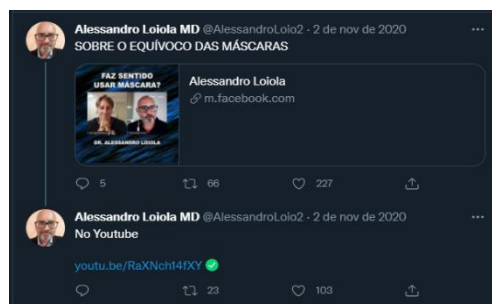 Alessandro Loiola MD @AlessandroLoio2 · 2 de nov de 2020 ...
SOBRE O EQUÍVOCO DAS MÁSCARAS
FAZ SENTIDO
USAR MÁSCARA?
DR. ALESSANDRO LOIOLA
Alessandro Loiola
m.facebook.com
5 66 227
Alessandro Loiola MD @AlessandroLoio2 · 2 de nov de 2020 ...
No Youtube
youtu.be/RaXNch14fXY
23 103